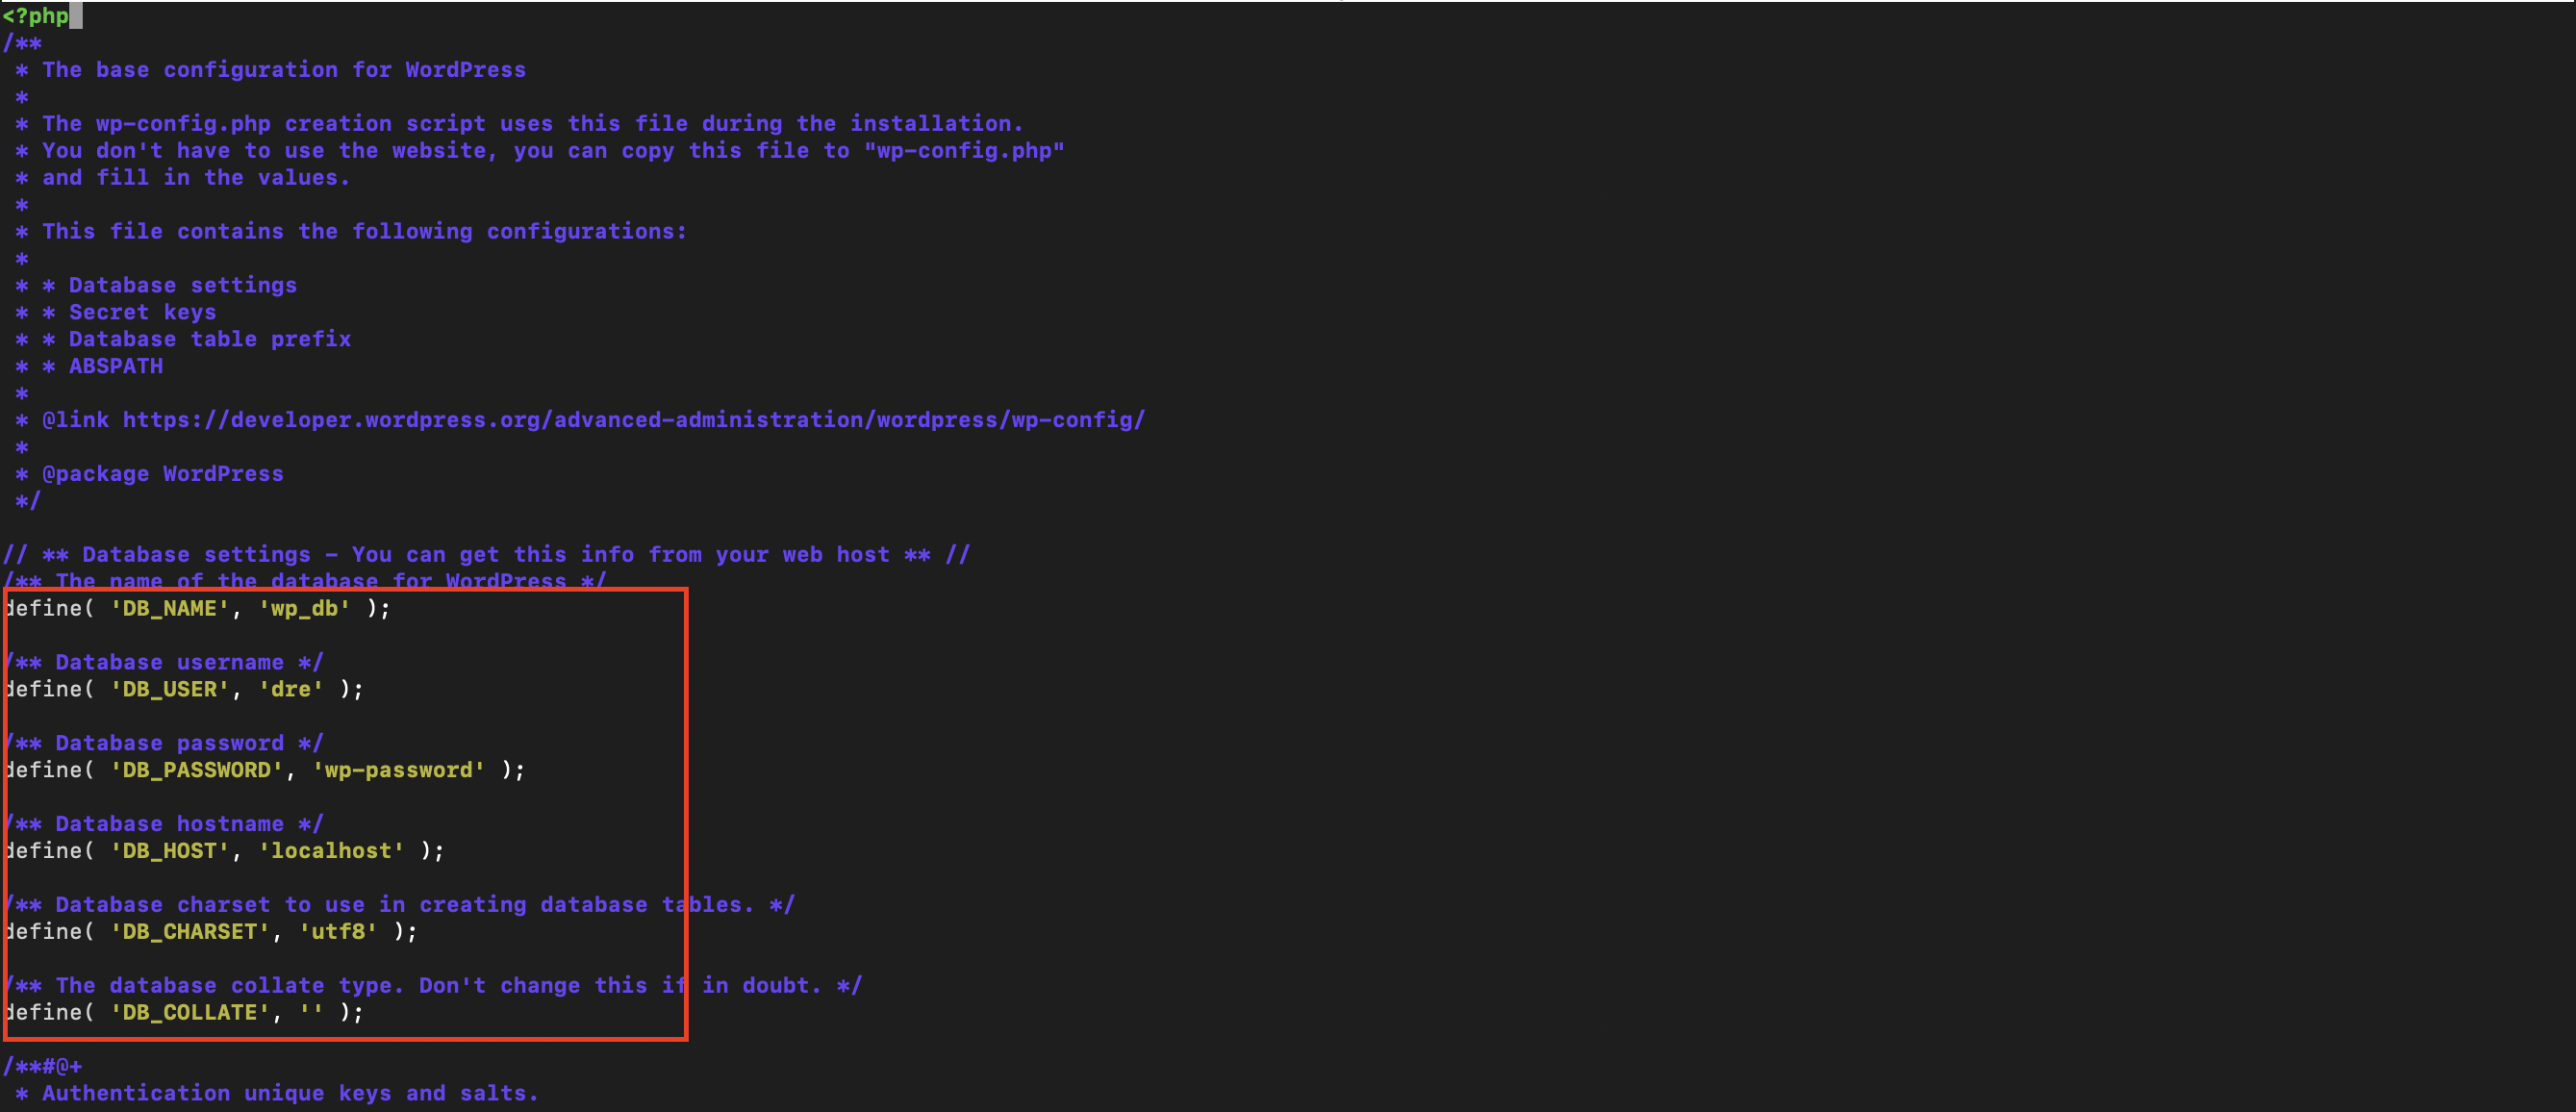 <?php
/**
 * The base configuration for WordPress
 *
 * The wp-config.php creation script uses this file during the installation.
 * You don't have to use the website, you can copy this file to "wp-config.php"
 * and fill in the values.
 *
 * This file contains the following configurations:
 *
 * * Database settings
 * * Secret keys
 * * Database table prefix
 * * ABSPATH
 *
 * @link https://developer.wordpress.org/advanced-administration/wordpress/wp-config/
 *
 * @package WordPress
 */
// ** Database settings - You can get this info from your web host ** //
/** The name of the database for WordPress */
define( 'DB_NAME', 'wp_db' );
/** Database username */
define( 'DB_USER', 'dre' );
/** Database password */
define( 'DB_PASSWORD', 'wp-password' );
/** Database hostname */
define( 'DB_HOST', 'localhost' );
/** Database charset to use in creating database tables. */
define( 'DB_CHARSET', 'utf8' );
/** The database collate type. Don't change this if in doubt. */
define( 'DB_COLLATE', '' );
/**#@+
 * Authentication unique keys and salts.